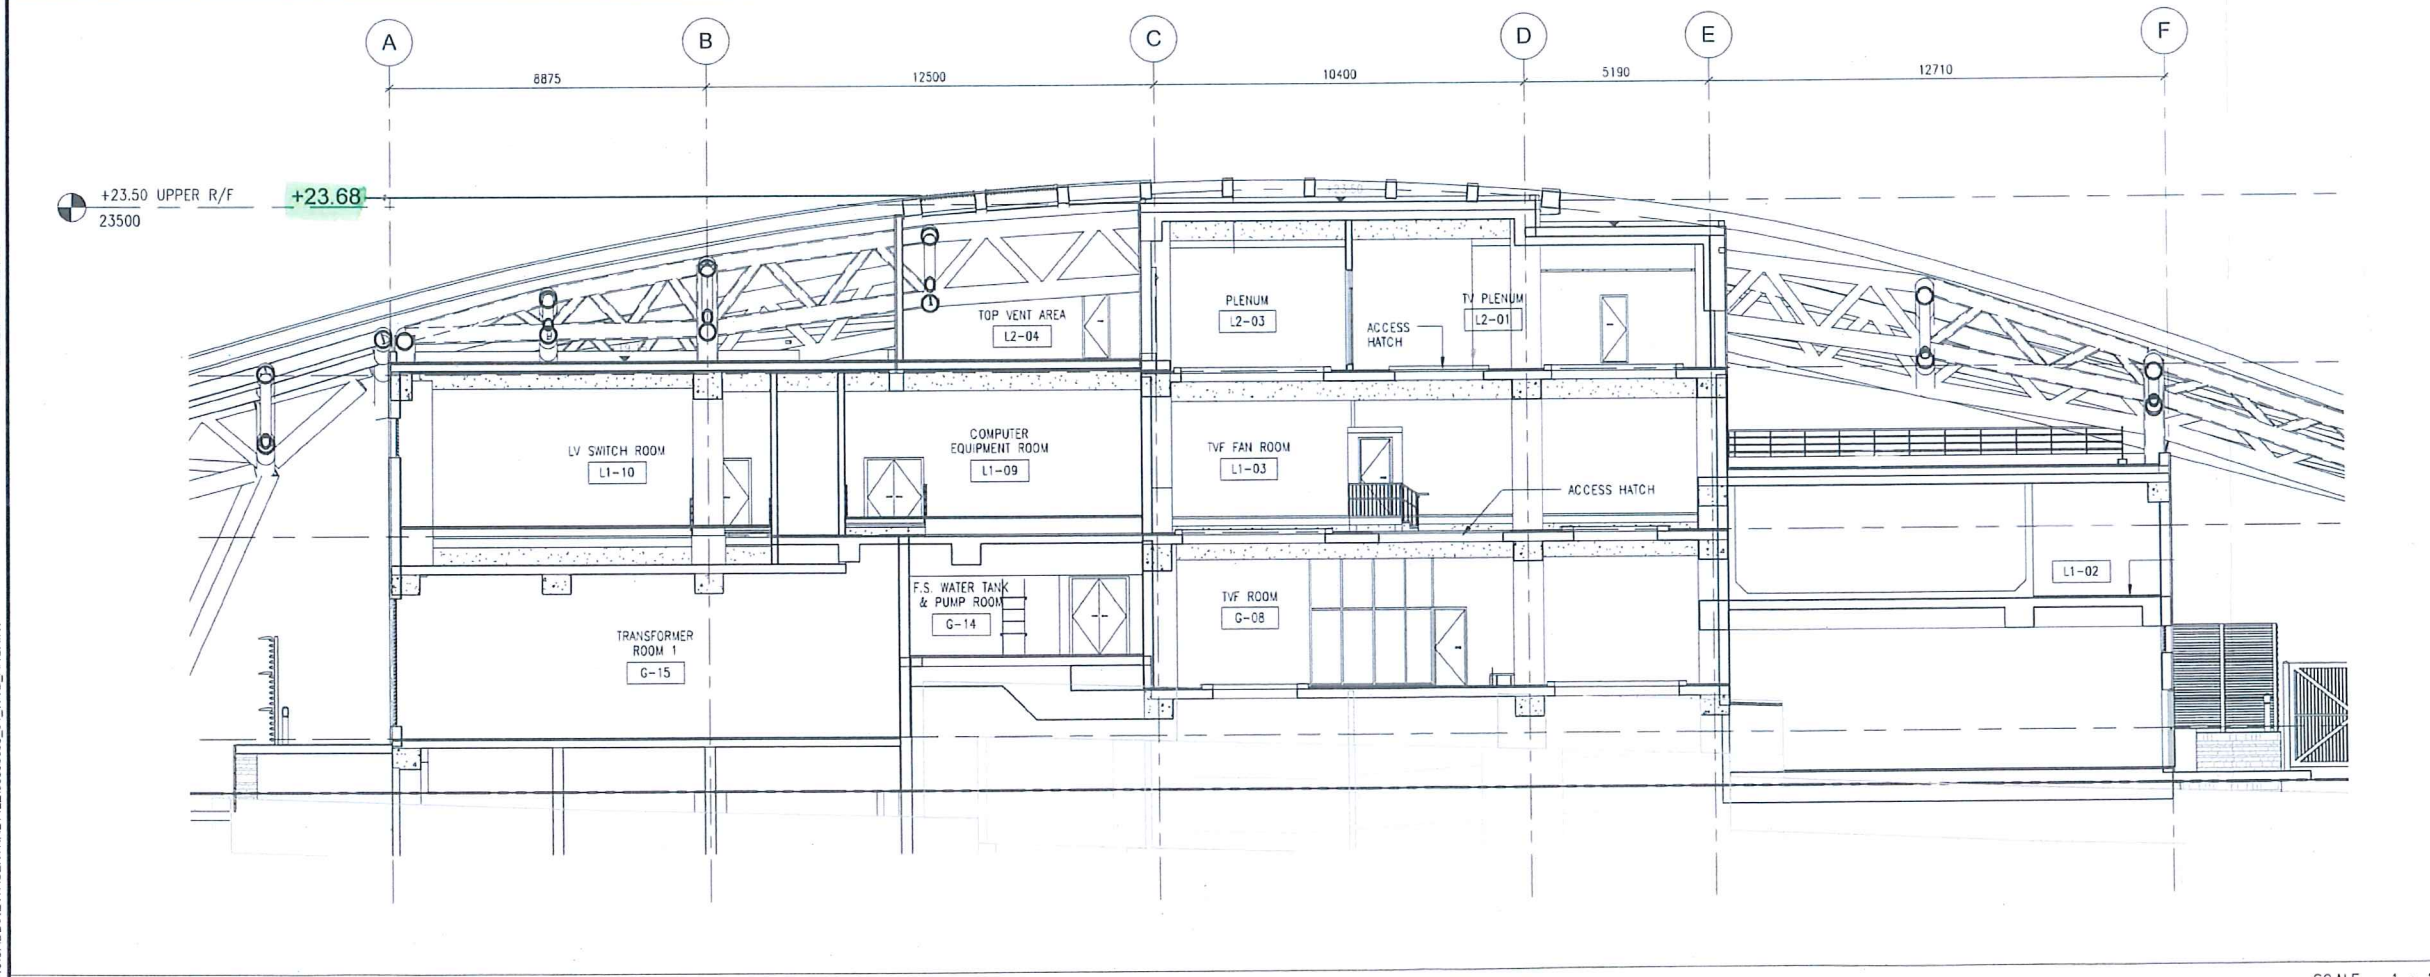 A
B
C
D
E
F
8875
12500
10400
5190
12710
+23.50 UPPER R/F
+23.68
23500
TOP VENT AREA
L2-04
PLENUM
L2-03
TV PLENUM
L2-01
ACCESS
HATCH
LV SWITCH ROOM
L1-10
COMPUTER
EQUIPMENT ROOM
L1-09
TVF FAN ROOM
L1-03
ACCESS HATCH
L1-02
F.S. WATER TANK
& PUMP ROOM
G-14
TVF ROOM
G-08
TRANSFORMER
ROOM 1
G-15